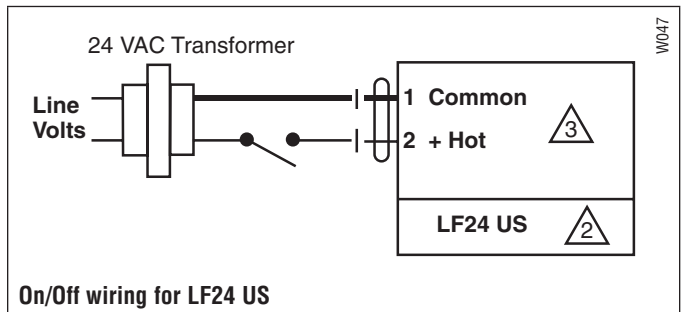 W047
24 VAC Transformer
Line
Volts
1 Common
3
2 + Hot
LF24 US
2
On/Off wiring for LF24 US